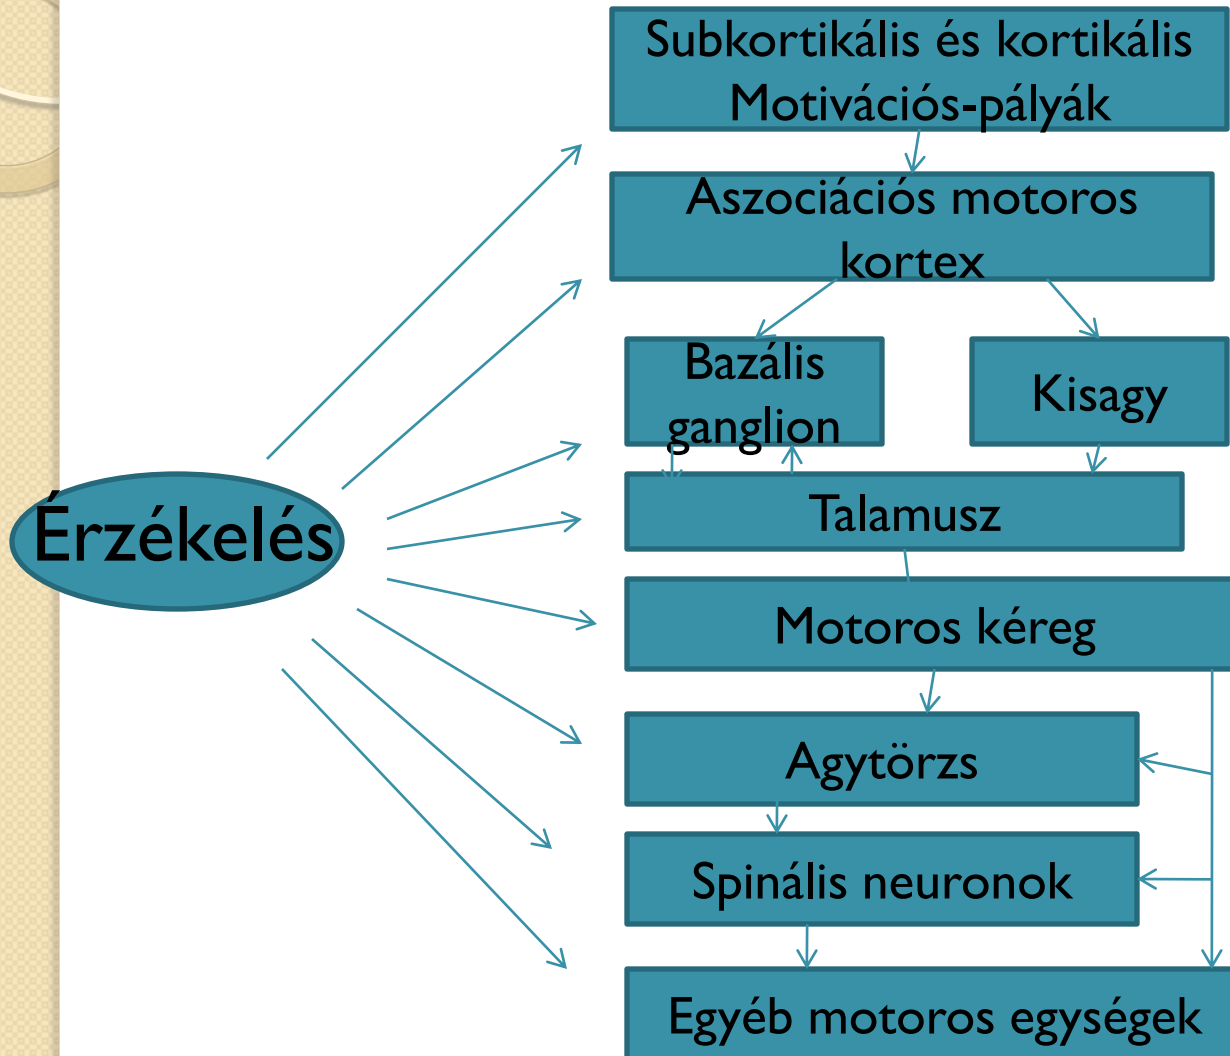 Subkortikális és kortikális
Motivációs-pályák
Aszociációs motoros
kortex
Bazális
ganglion
Kisagy
Érzékelés
Talamusz
Motoros kéreg
Agytörzs
Spinális neuronok
Egyéb motoros egységek